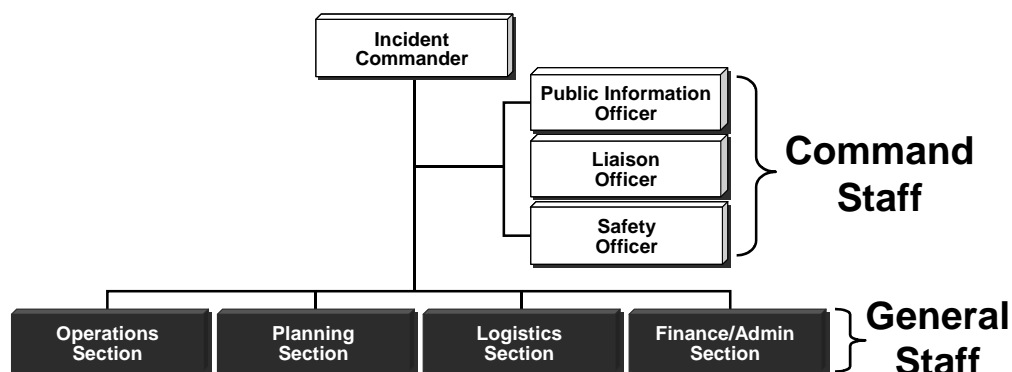 Incident
Commander
Public Information
Officer
Liaison
Officer
Safety
Officer
Command
Staff
Operations
Section
Planning
Section
Logistics
Section
Finance/Admin
Section
General
Staff